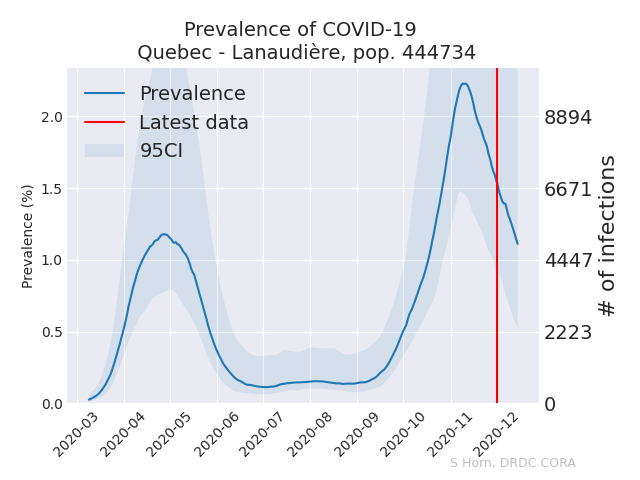 Prevalence of COVID-19
Quebec - Lanaudière, pop. 444734
Prevalence
Latest data
95CI
Prevalence (%)
2.0
1.5
1.0
0.5
0.0
8894
6671
4447
2223
0
# of infections
2020-03
2020-04
2020-05
2020-06
2020-07
2020-08
2020-09
2020-10
2020-11
2020-12
S Horn, DRDC CORA